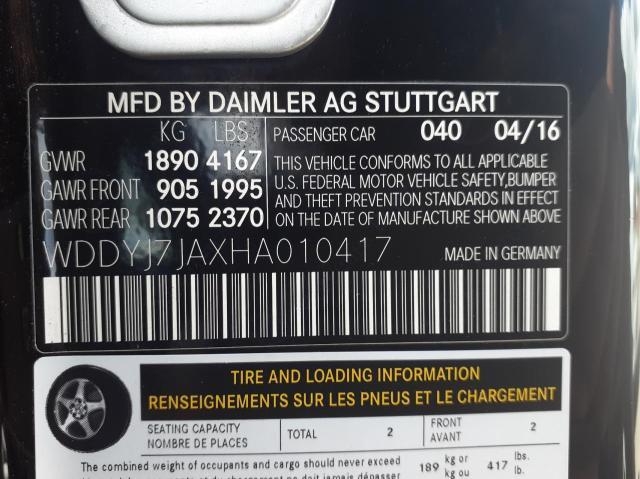 MFD BY DAIMLER AG STUTTGART
KG LBS PASSENGER CAR 040 04/16
GVWR 1890 4167 THIS VEHICLE CONFORMS TO ALL APPLICABLE
GAWR FRONT 905 1995 U.S. FEDERAL MOTOR VEHICLE SAFETY,BUMPER
AND THEFT PREVENTION STANDARDS IN EFFECT
GAWR REAR 1075 2370 ON THE DATE OF MANUFACTURE SHOWN ABOVE
WDDYJ7JAXHA010417 MADE IN GERMANY
TIRE AND LOADING INFORMATION
RENSEIGNEMENTS SUR LES PNEUS ET LE CHARGEMENT
SEATING CAPACITY
NOMBRE DE PLACES
TOTAL 2
FRONT
AVANT
2
The combined weight of occupants and cargo should never exceed
189 kg or
kg ou
417 lbs.
lb.